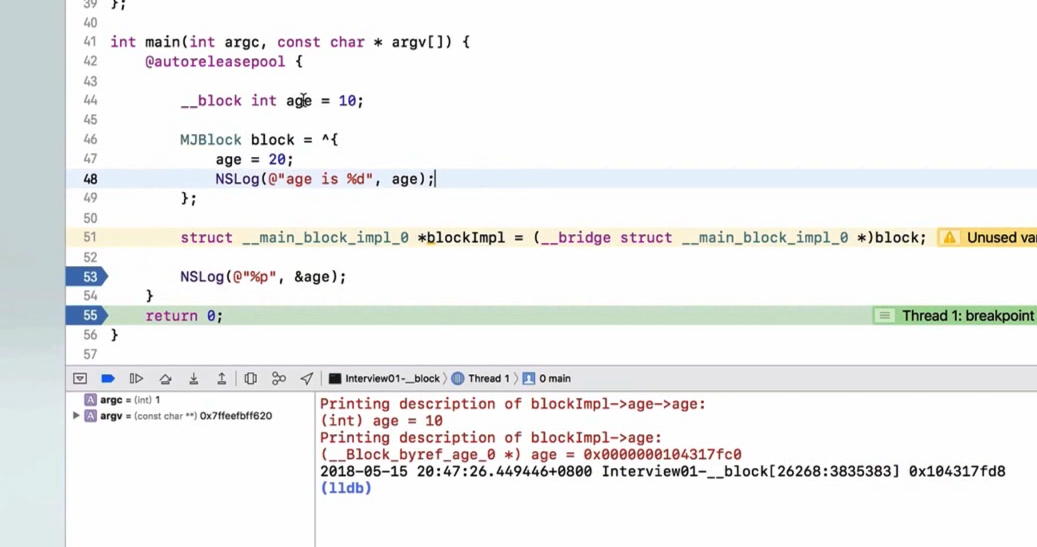 39 };
40
41 int main(int argc, const char * argv[]) {
42 @autoreleasepool {
43
44 __block int age = 10;
45
46 MJBlock block = ^{
47 age = 20;
48 NSLog(@"age is %d", age);
49 };
50
51 struct __main_block_impl_0 *blockImpl = (__bridge struct __main_block_impl_0 *)block; Unused va
52
53 NSLog(@"%p", &age);
54 }
55 return 0; Thread 1: breakpoint
56 }
57
Interview01-__block Thread 1 0 main
A argc = (int) 1
A argv = (const char **) 0x7ffeefbff620
Printing description of blockImpl->age->age:
(int) age = 10
Printing description of blockImpl->age:
(__Block_byref_age_0 *) age = 0x0000000104317fc0
2018-05-15 20:47:26.449446+0800 Interview01-__block[26268:3835383] 0x104317fd8
(lldb)